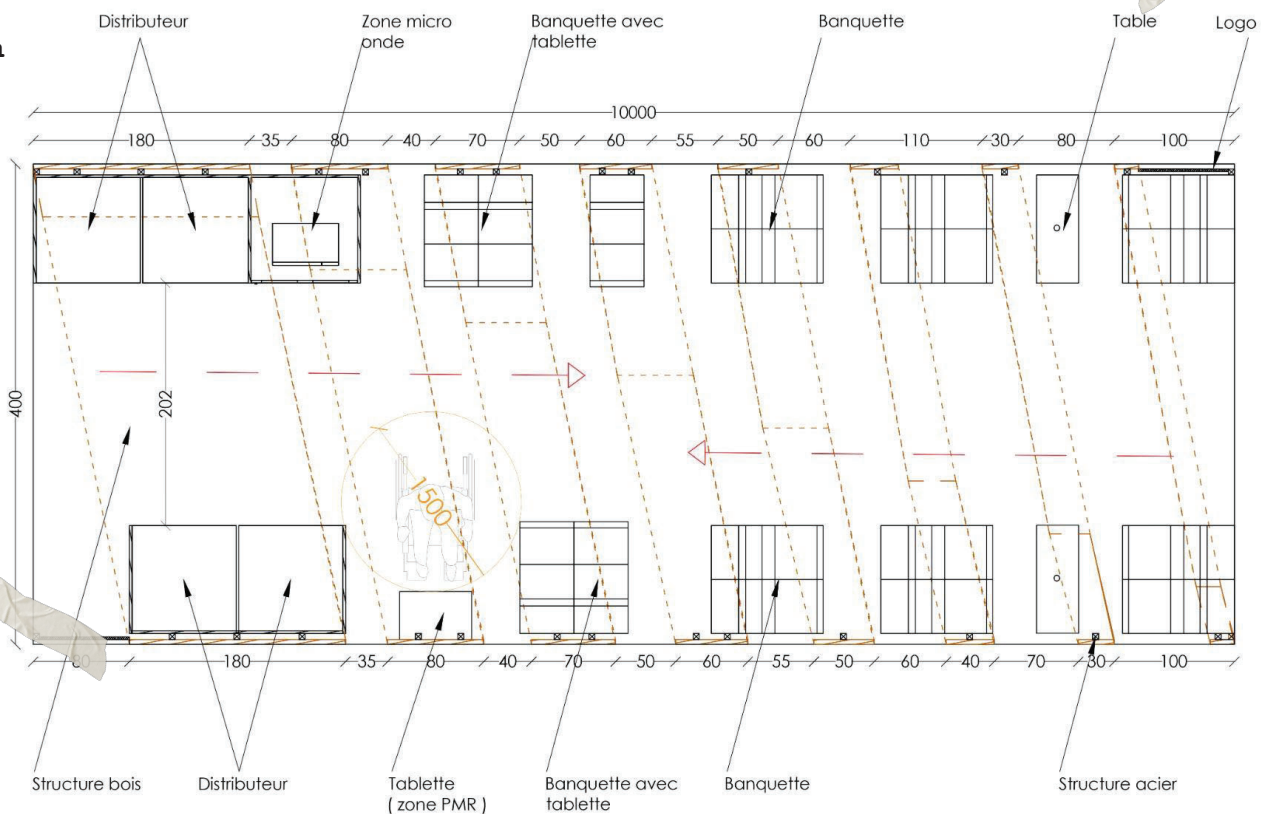 Distributeur
Zone micro
onde
Banquette avec
tablette
Banquette
Table
Logo
10000
180 35 80 40 70 50 60 55 50 60 110 30 80 100
400
202
1500
180 35 80 40 70 50 60 55 50 60 40 70 30 100
Structure bois
Distributeur
Tablette
( zone PMR )
Banquette avec
tablette
Banquette
Structure acier